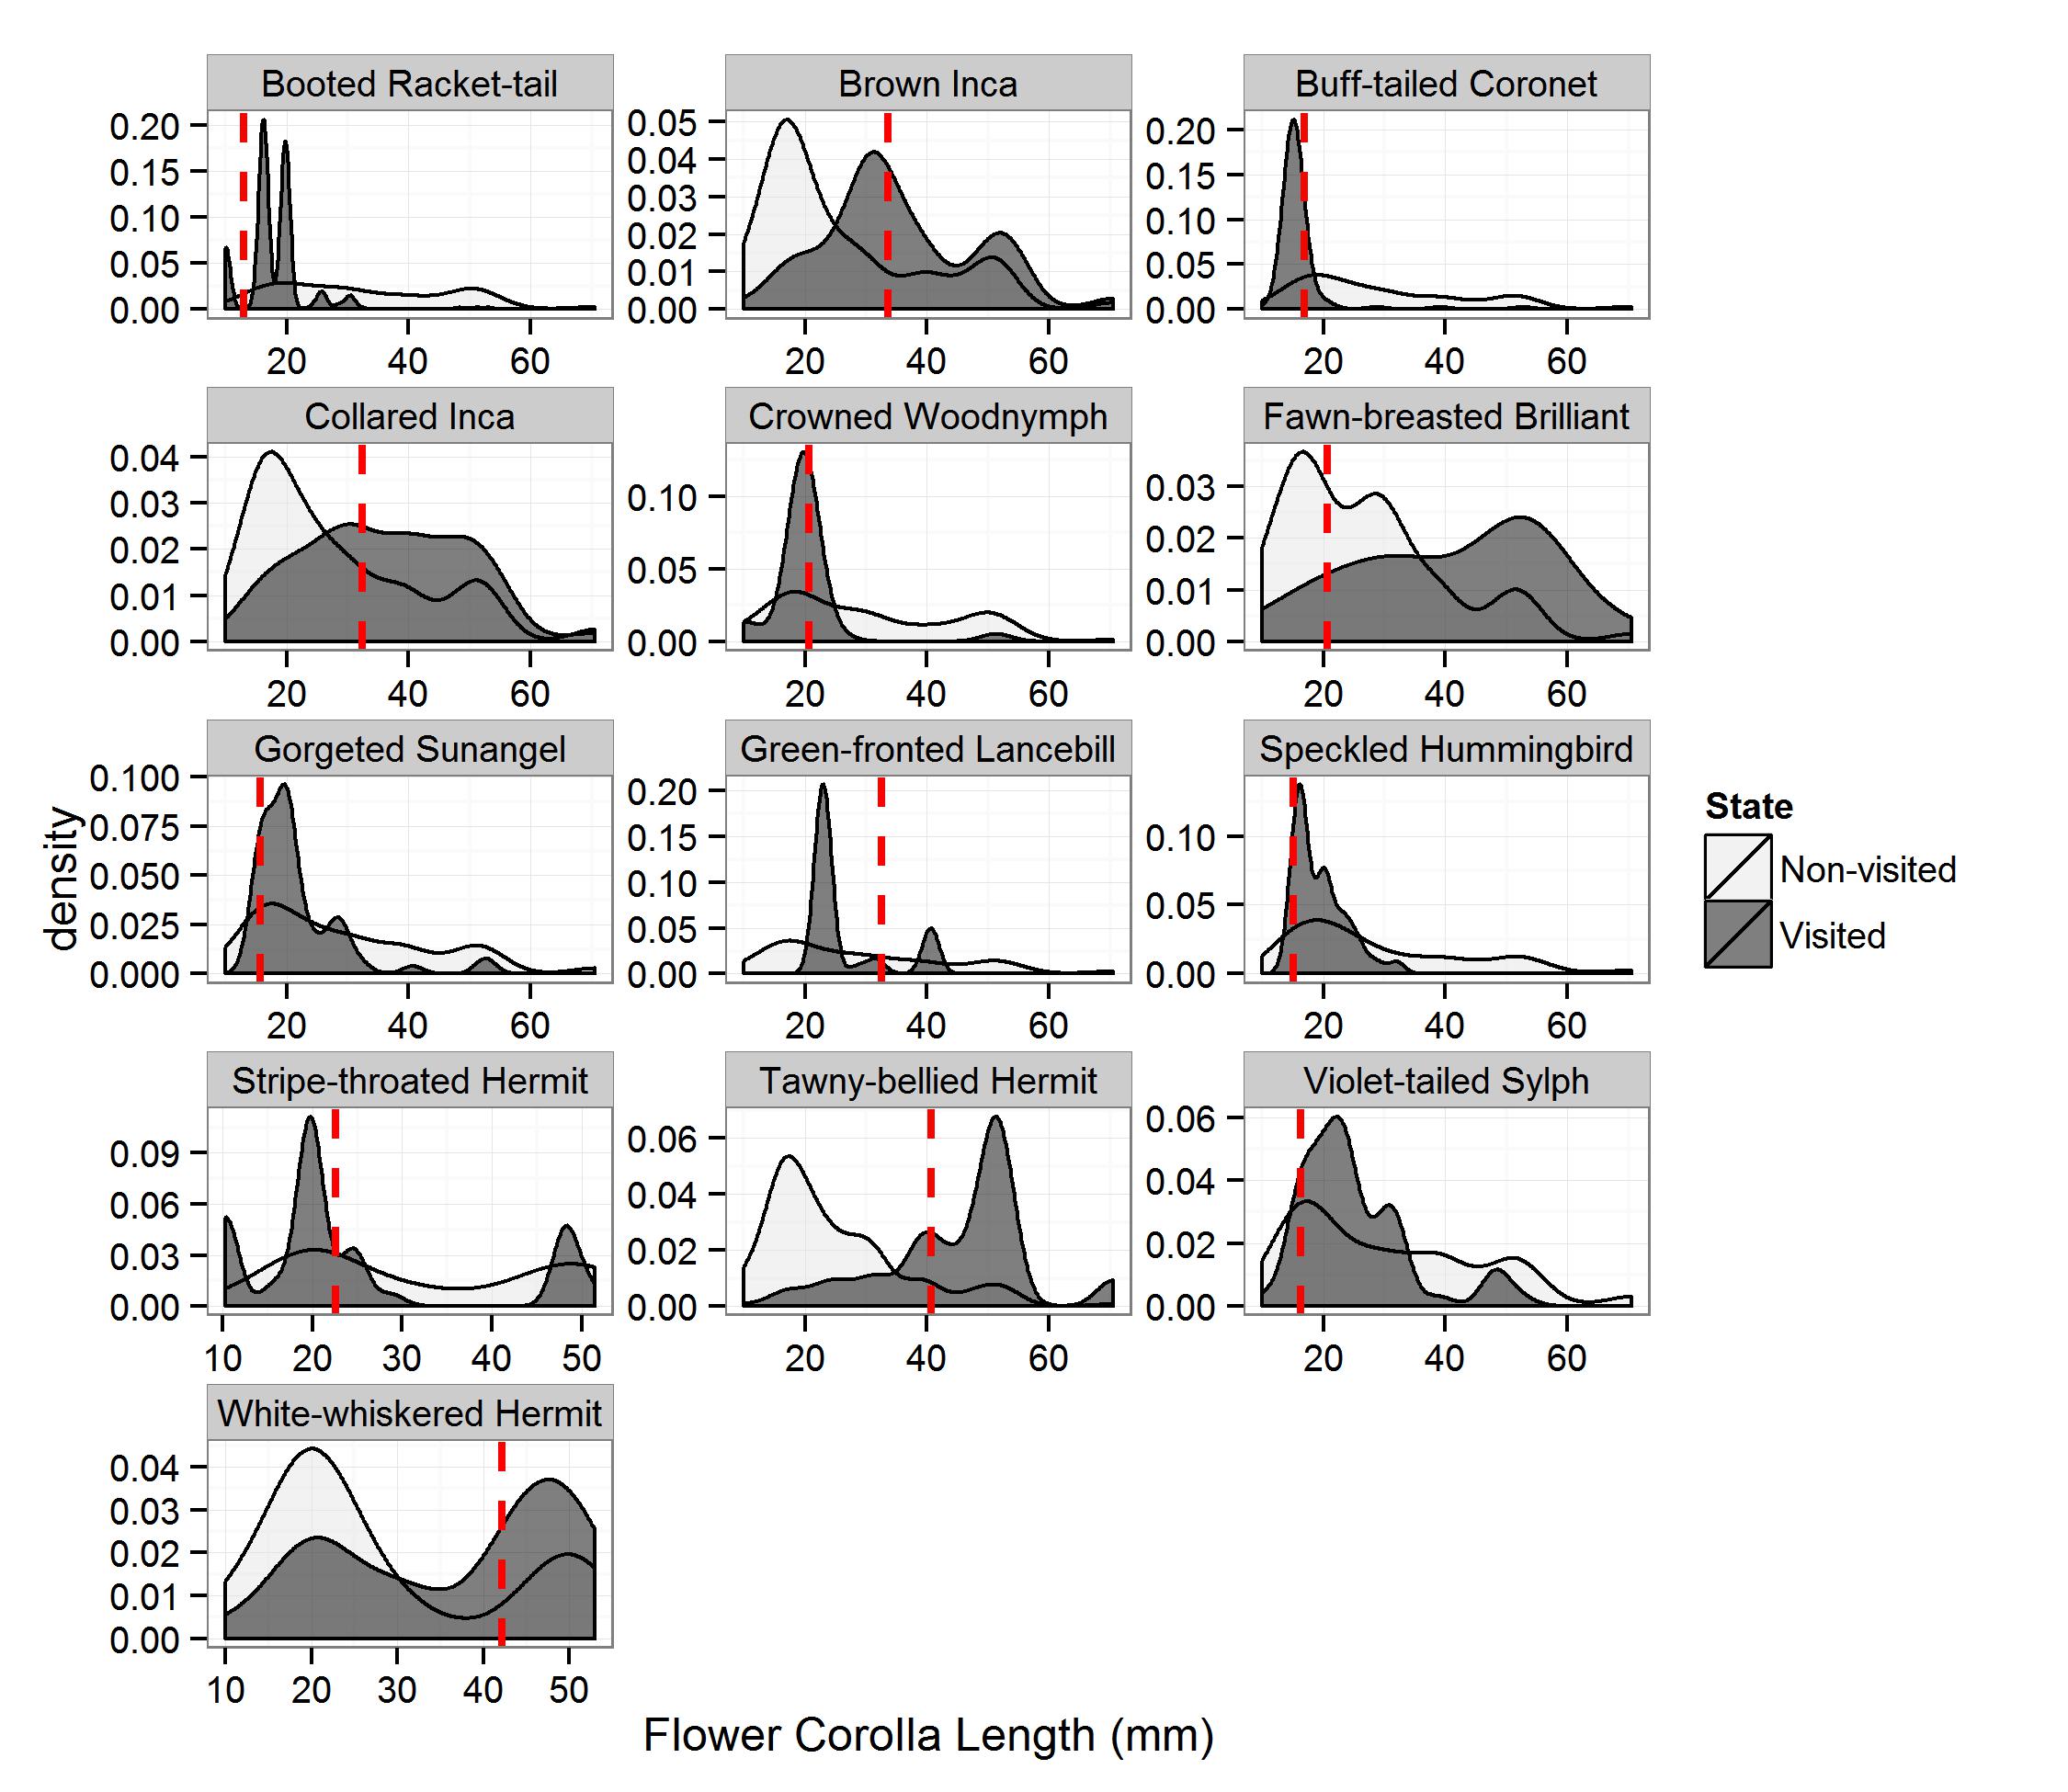 Booted Racket-tail Brown Inca Buff-tailed Coronet
0.20 0.15 0.10 0.05 0.00
0.05 0.04 0.03 0.02 0.01 0.00
0.20 0.15 0.10 0.05 0.00
20 40 60 20 40 60 20 40 60
Collared Inca Crowned Woodnymph Fawn-breasted Brilliant
0.04 0.03 0.02 0.01 0.00
0.10 0.05 0.00
0.03 0.02 0.01 0.00
20 40 60 20 40 60 20 40 60
Gorgeted Sunangel Green-fronted Lancebill Speckled Hummingbird
0.100 0.075 0.050 0.025 0.000
0.20 0.15 0.10 0.05 0.00
0.10 0.05 0.00
20 40 60 20 40 60 20 40 60
density
State
Non-visited
Visited
Stripe-throated Hermit Tawny-bellied Hermit Violet-tailed Sylph
0.09 0.06 0.03 0.00
0.06 0.04 0.02 0.00
0.06 0.04 0.02 0.00
10 20 30 40 50 20 40 60 20 40 60
White-whiskered Hermit
0.04 0.03 0.02 0.01 0.00
10 20 30 40 50
Flower Corolla Length (mm)